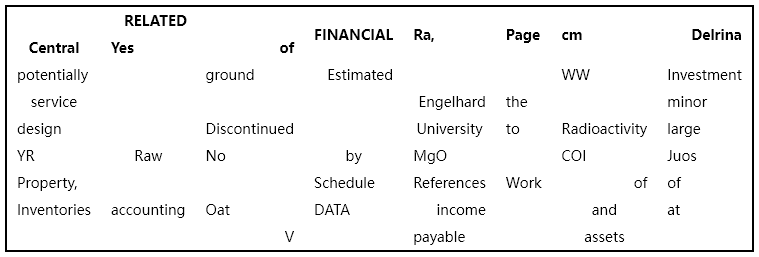 RELATED
Central Yes of FINANCIAL Ra, Page cm Delrina
potentially ground Estimated WW Investment
service Engelhard the minor
design Discontinued University to Radioactivity large
YR Raw No by MgO COI Juos
Property, Schedule References Work of of
Inventories accounting Oat DATA income and at
V payable assets